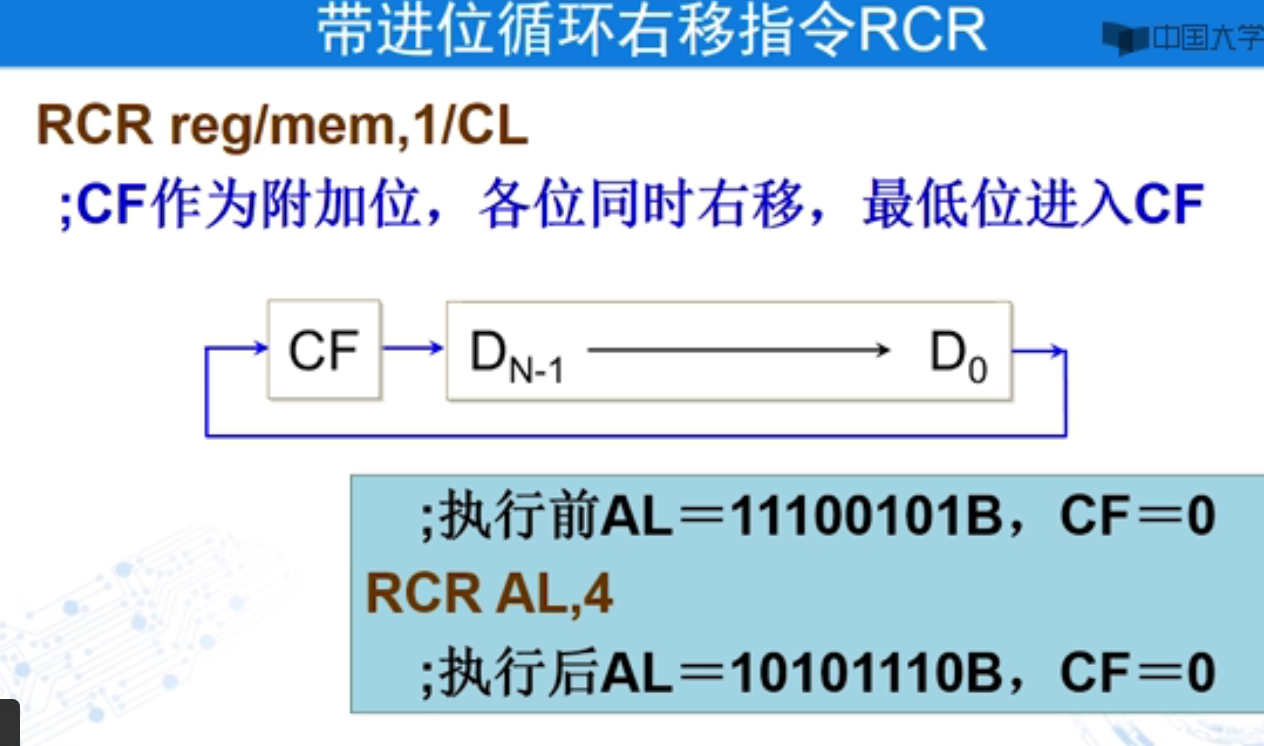 带进位循环右移指令RCR
中国大学
RCR reg/mem,1/CL
;CF作为附加位，各位同时右移，最低位进入CF
CF
D_N-1
D_0
;执行前AL＝11100101B，CF＝0
RCR AL,4
;执行后AL＝10101110B，CF＝0